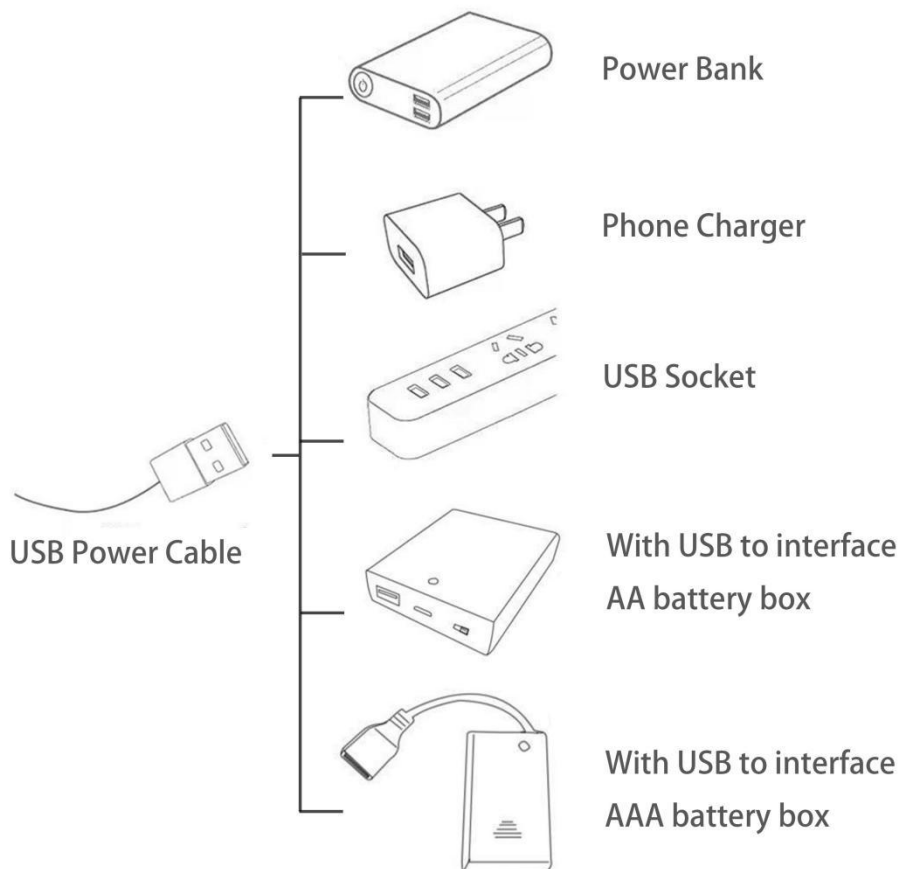 Power Bank
Phone Charger
USB Socket
USB Power Cable
With USB to interface
AA battery box
With USB to interface
AAA battery box